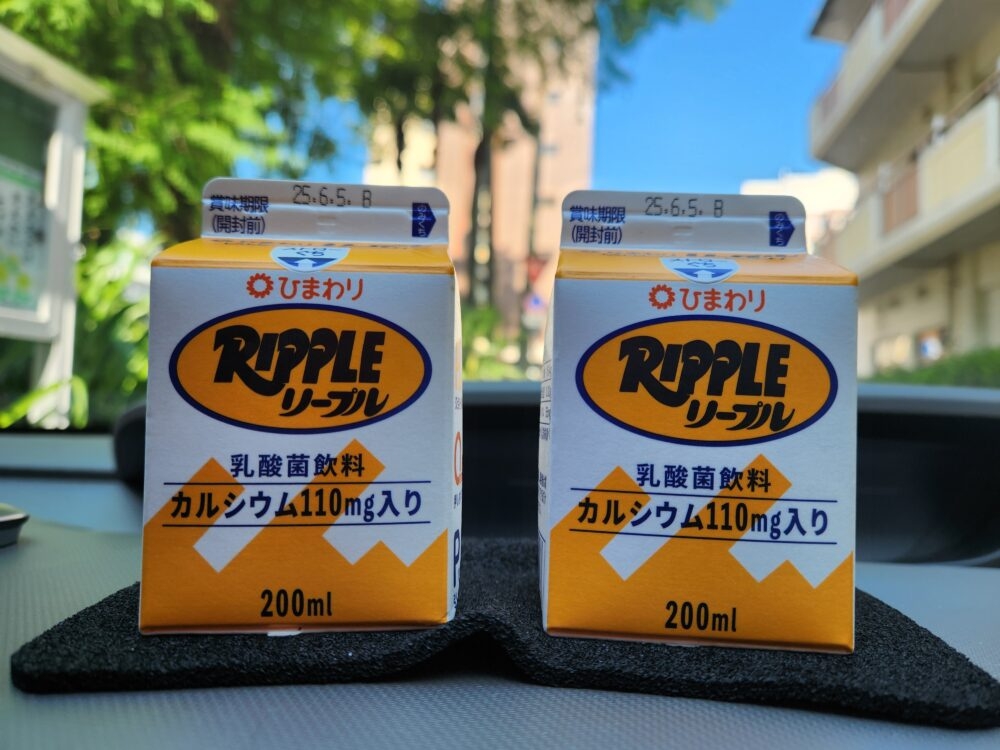 賞味期限
(開封前)
25.6.5. B
のみくち
ひまわり
RIPPLE
リープル
乳酸菌飲料
カルシウム110mg入り
200ml
賞味期限
(開封前)
25.6.5. B
のみくち
ひまわり
RIPPLE
リープル
乳酸菌飲料
カルシウム110mg入り
200ml